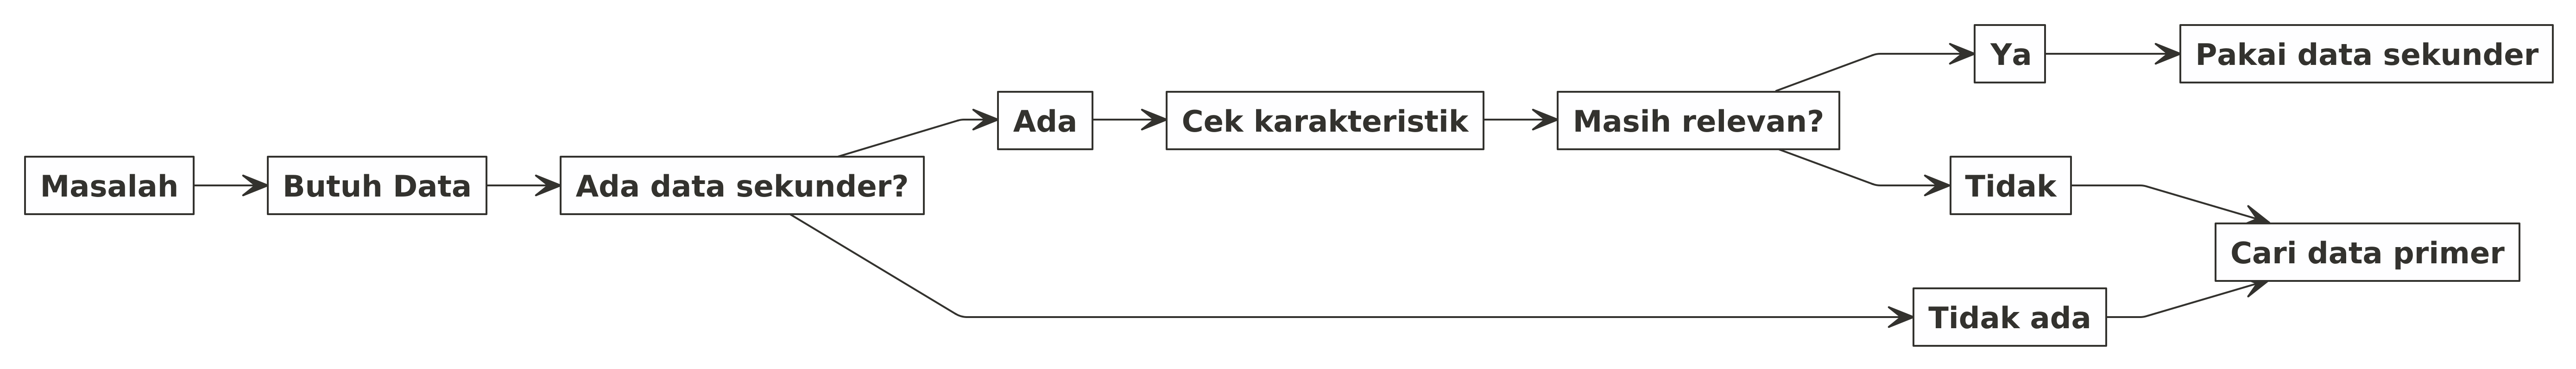 Masalah
Butuh Data
Ada data sekunder?
Ada
Cek karakteristik
Masih relevan?
Ya
Pakai data sekunder
Tidak
Cari data primer
Tidak ada